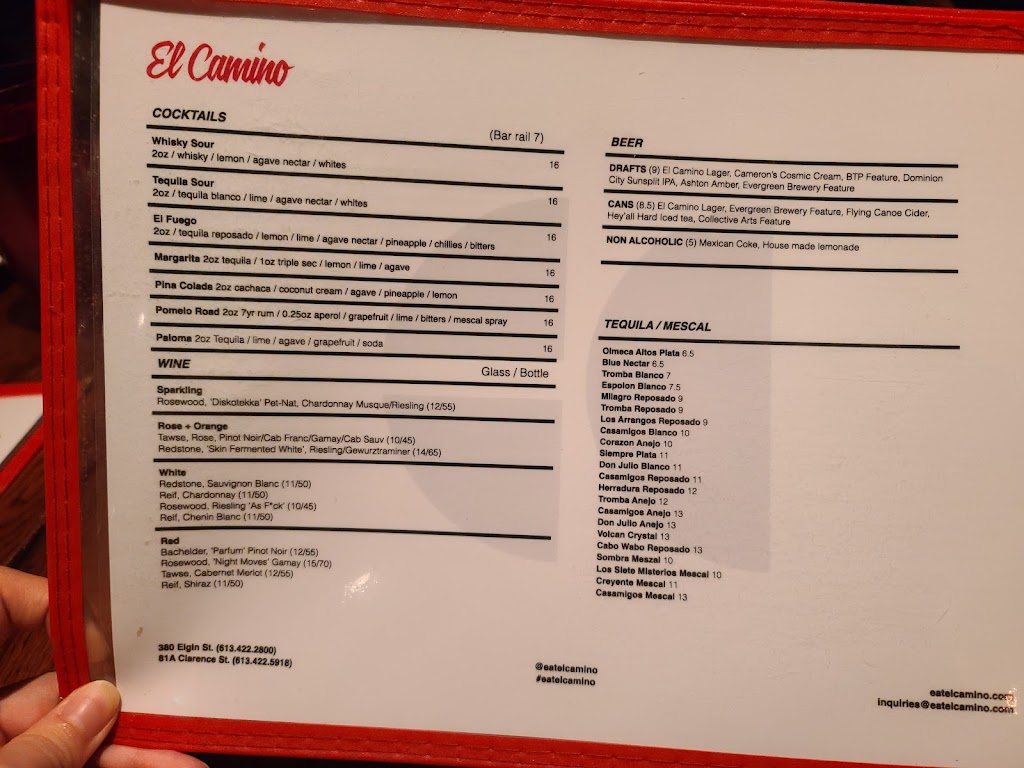 El Camino
COCKTAILS
(Bar rail 7)
Whisky Sour
2oz / whisky / lemon / agave nectar / whites 16
Tequila Sour
2oz / tequila blanco / lime / agave nectar / whites 16
El Fuego
2oz / tequila reposado / lemon / lime / agave nectar / pineapple / chillies / bitters 16
Margarita 2oz tequila / 1oz triple sec / lemon / lime / agave 16
Pina Colada 2oz cachaca / coconut cream / agave / pineapple / lemon 16
Pomelo Road 2oz 7yr rum / 0.25oz aperol / grapefruit / lime / bitters / mescal spray 16
Paloma 2oz Tequila / lime / agave / grapefruit / soda 16
WINE
Glass / Bottle
Sparkling
Rosewood, 'Diskotekka' Pet-Nat, Chardonnay Musque/Riesling (12/55)
Rose + Orange
Tawse, Rose, Pinot Noir/Cab Franc/Gamay/Cab Sauv (10/45)
Redstone, 'Skin Fermented White', Riesling/Gewurztraminer (14/65)
White
Redstone, Sauvignon Blanc (11/50)
Reif, Chardonnay (11/50)
Rosewood, Riesling 'As F*ck' (10/45)
Reif, Chenin Blanc (11/50)
Red
Bachelder, 'Parfum' Pinot Noir (12/55)
Rosewood, 'Night Moves' Gamay (15/70)
Tawse, Cabernet Merlot (12/55)
Reif, Shiraz (11/50)
380 Elgin St. (613.422.2800)
81A Clarence St. (613.422.5918)
BEER
DRAFTS (9) El Camino Lager, Cameron's Cosmic Cream, BTP Feature, Dominion
City Sunsplit IPA, Ashton Amber, Evergreen Brewery Feature
CANS (8.5) El Camino Lager, Evergreen Brewery Feature, Flying Canoe Cider,
Hey'all Hard Iced tea, Collective Arts Feature
NON ALCOHOLIC (5) Mexican Coke, House made lemonade
TEQUILA / MESCAL
Olmeca Altos Plata 6.5
Blue Nectar 6.5
Tromba Blanco 7
Espolon Blanco 7.5
Milagro Reposado 9
Tromba Reposado 9
Los Arrangos Reposado 9
Casamigos Blanco 10
Corazon Anejo 10
Siempre Plata 11
Don Julio Blanco 11
Casamigos Reposado 11
Herradura Reposado 12
Tromba Anejo 12
Casamigos Anejo 13
Don Julio Anejo 13
Volcan Crystal 13
Cabo Wabo Reposado 13
Sombra Meszal 10
Los Siete Misterios Mescal 10
Creyente Mescal 11
Casamigos Mescal 13
@eatelcamino
#eatelcamino
eatelcamino.com
inquiries@eatelcamino.com